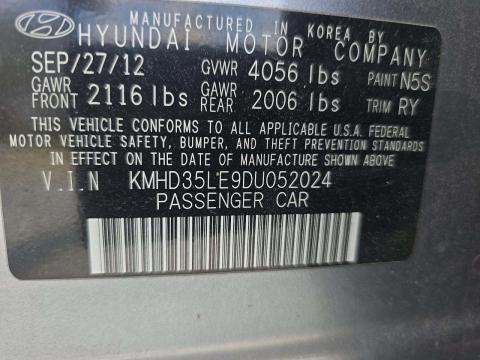 MANUFACTURED IN KOREA BY
HYUNDAI MOTOR COMPANY
SEP/27/12 GVWR 4056 lbs PAINT N5S
GAWR FRONT 2116 lbs GAWR REAR 2006 lbs TRIM RY
THIS VEHICLE CONFORMS TO ALL APPLICABLE U.S.A. FEDERAL
MOTOR VEHICLE SAFETY, BUMPER, AND THEFT PREVENTION STANDARDS
IN EFFECT ON THE DATE OF MANUFACTURE SHOWN ABOVE.
V.I.N KMHD35LE9DU052024
PASSENGER CAR